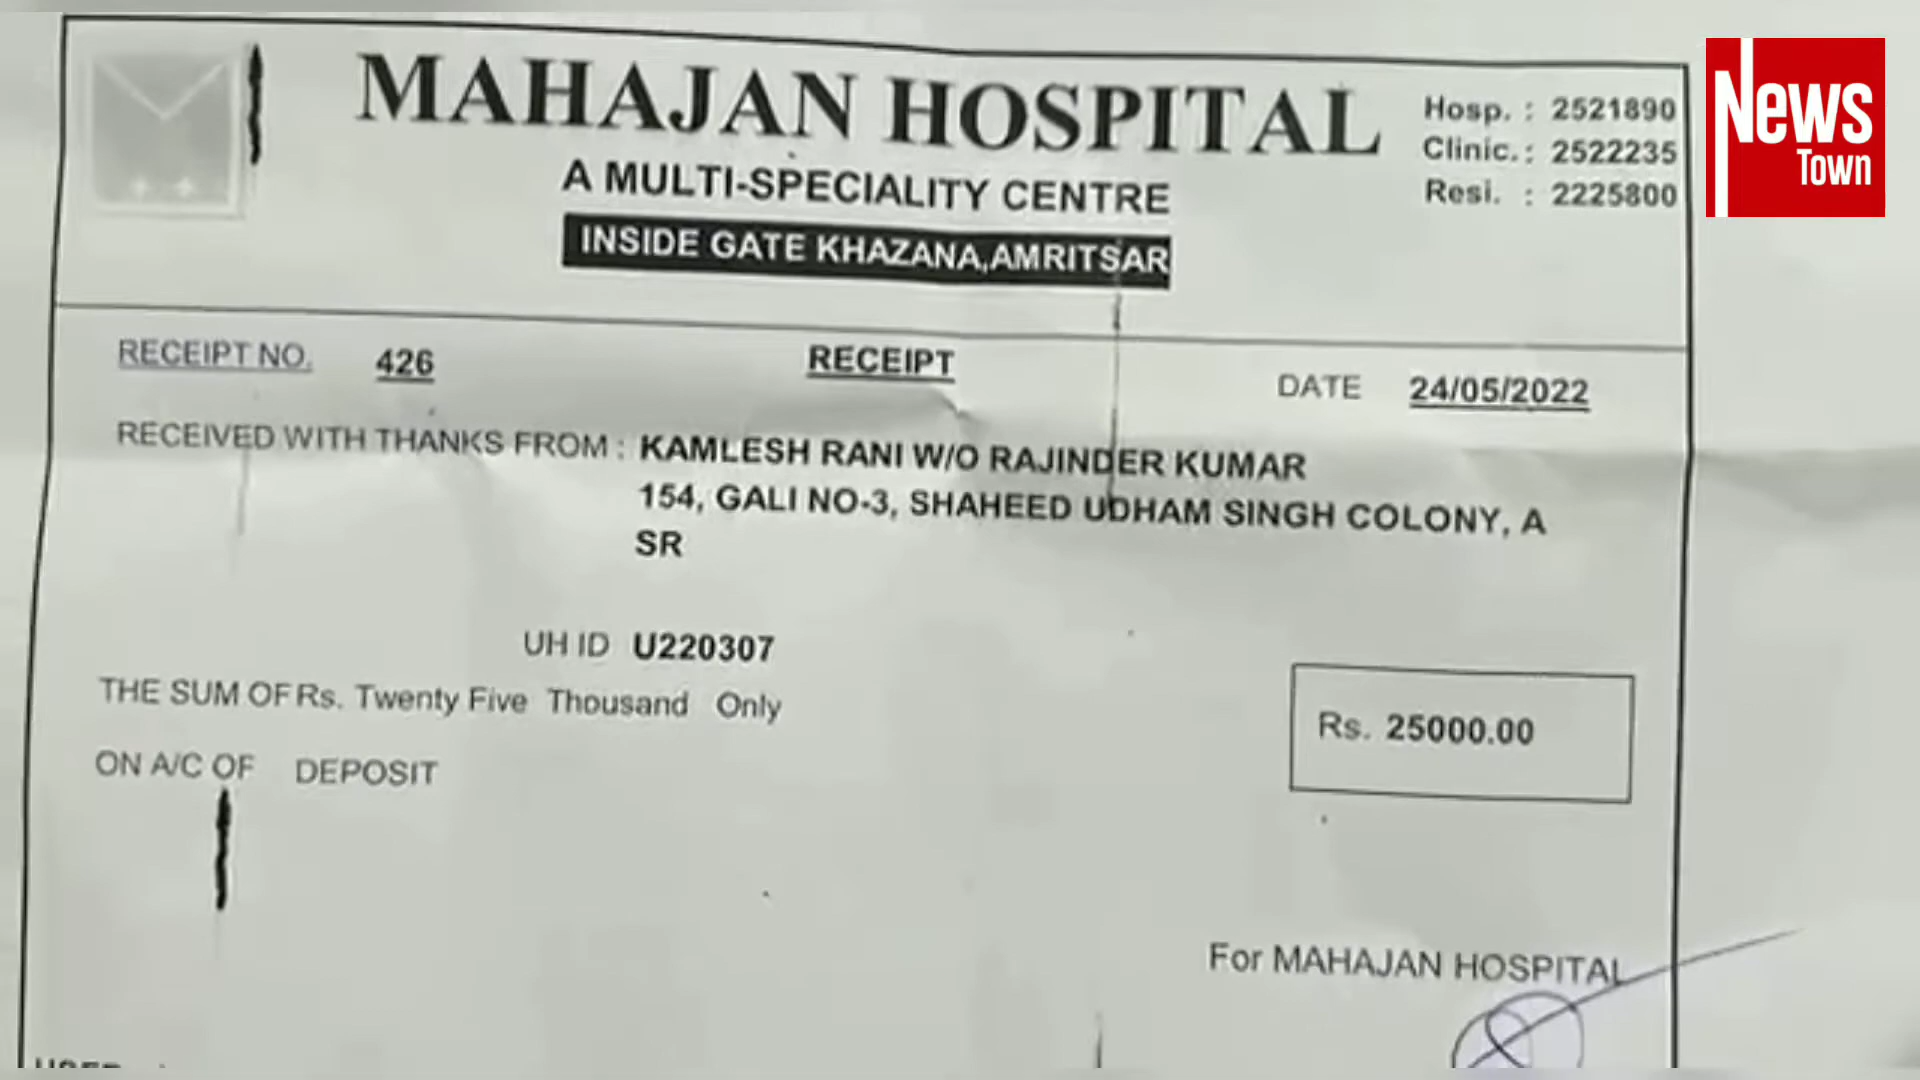 MAHAJAN HOSPITAL
Hosp. : 2521890
Clinic.: 2522235
Resi. : 2225800
News
Town
A MULTI-SPECIALITY CENTRE
INSIDE GATE KHAZANA,AMRITSAR
RECEIPT NO. 426 RECEIPT DATE 24/05/2022
RECEIVED WITH THANKS FROM : KAMLESH RANI W/O RAJINDER KUMAR
154, GALI NO-3, SHAHEED UDHAM SINGH COLONY, A
SR
UH ID U220307
THE SUM OF Rs. Twenty Five Thousand Only
Rs. 25000.00
ON A/C OF DEPOSIT
For MAHAJAN HOSPITAL